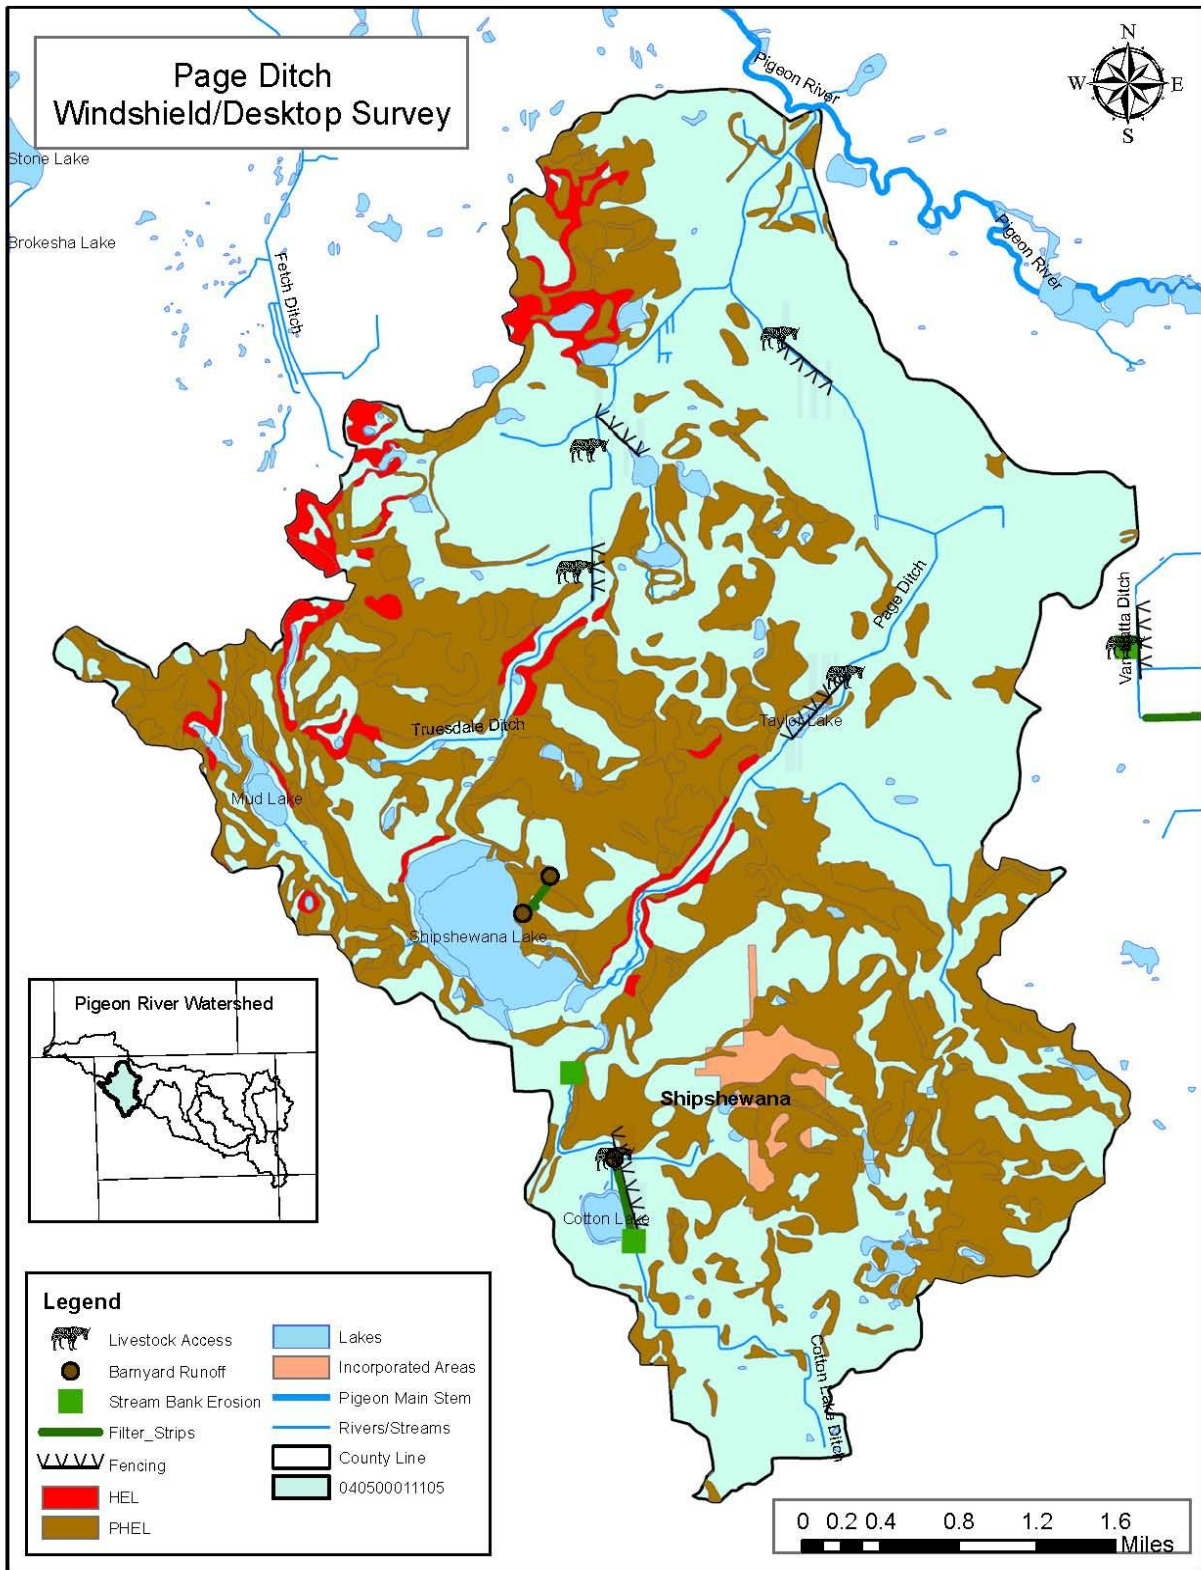 Page Ditch
Windshield/Desktop Survey
N
W
E
S
Pigeon River
Stone Lake
Brokesha Lake
Fetch Ditch
Pigeon River
Page Ditch
Taylor Lake
Truesdale Ditch
Mud Lake
Shipshewana Lake
Shipshewana
Cotton Lake
Cotton Lake Ditch
Pigeon River Watershed
Legend
Livestock Access
Barnyard Runoff
Stream Bank Erosion
Filter_Strips
Fencing
HEL
PHEL
Lakes
Incorporated Areas
Pigeon Main Stem
Rivers/Streams
County Line
040500011105
0 0.2 0.4 0.8 1.2 1.6
Miles